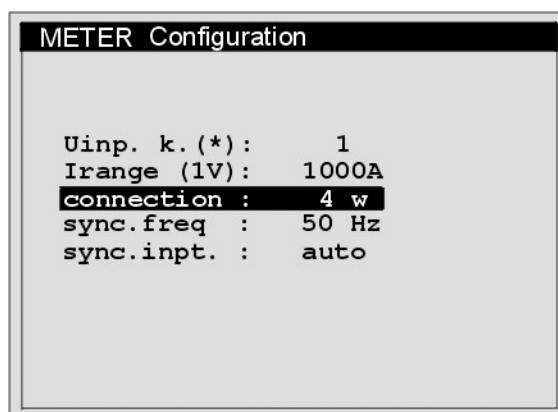 METER Configuration
Uinp. k.(*): 1
Irange (1V): 1000A
connection : 4 w
sync.freq : 50 Hz
sync.inpt. : auto